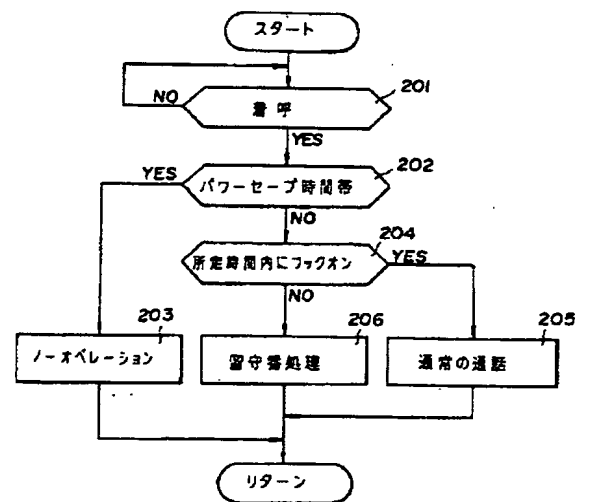 スタート
201
NO
着呼
YES
202
YES
パワーセーブ時間帯
NO
204
所定時間内にフックオン
YES
NO
203
206
205
ノーオペレーション
留守番処理
通常の通話
リターン